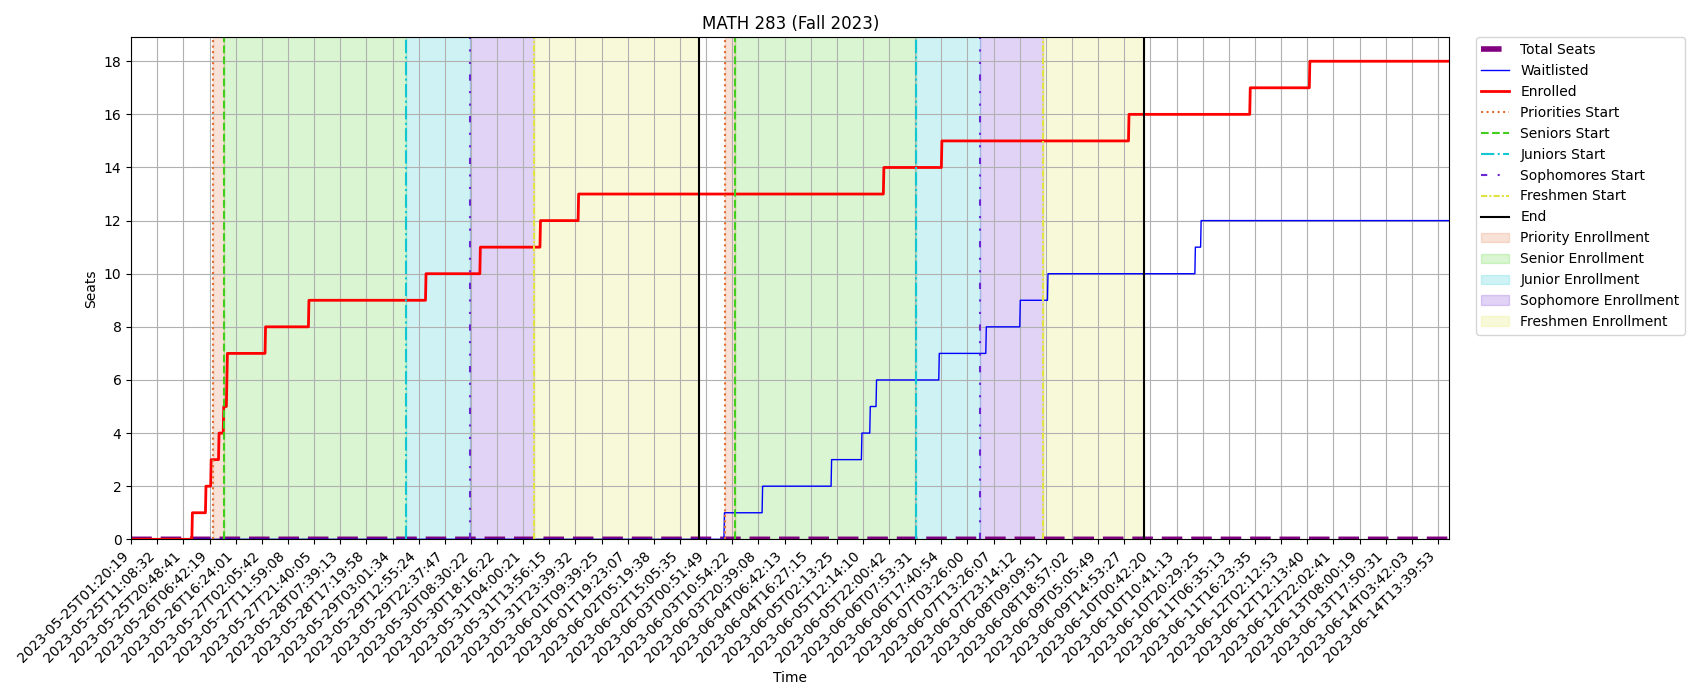 MATH 283 (Fall 2023)
Seats
18
16
14
12
10
8
6
4
2
0
2023-05-25T01:20:19
2023-05-25T11:08:32
2023-05-25T20:48:41
2023-05-26T06:42:19
2023-05-26T16:24:01
2023-05-27T02:05:42
2023-05-27T11:59:08
2023-05-27T21:40:05
2023-05-28T07:39:13
2023-05-28T17:19:58
2023-05-29T03:01:34
2023-05-29T12:55:24
2023-05-29T22:37:47
2023-05-30T08:30:22
2023-05-30T18:16:22
2023-05-31T04:00:21
2023-05-31T13:56:15
2023-05-31T23:39:32
2023-06-01T09:39:25
2023-06-01T19:23:07
2023-06-02T05:19:38
2023-06-02T15:05:35
2023-06-03T00:51:49
2023-06-03T10:54:22
2023-06-03T20:39:08
2023-06-04T06:42:13
2023-06-04T16:27:15
2023-06-05T02:13:25
2023-06-05T12:14:10
2023-06-05T22:00:42
2023-06-06T07:53:31
2023-06-06T17:40:54
2023-06-07T03:26:00
2023-06-07T13:26:07
2023-06-07T23:14:12
2023-06-08T09:09:51
2023-06-08T18:57:02
2023-06-09T05:05:49
2023-06-09T14:53:27
2023-06-10T00:42:20
2023-06-10T10:41:13
2023-06-10T20:29:25
2023-06-11T06:35:13
2023-06-11T16:23:35
2023-06-12T02:12:53
2023-06-12T12:13:40
2023-06-12T22:02:41
2023-06-13T08:00:19
2023-06-13T17:50:31
2023-06-14T03:42:03
2023-06-14T13:39:53
Time
Total Seats
Waitlisted
Enrolled
Priorities Start
Seniors Start
Juniors Start
Sophomores Start
Freshmen Start
End
Priority Enrollment
Senior Enrollment
Junior Enrollment
Sophomore Enrollment
Freshmen Enrollment